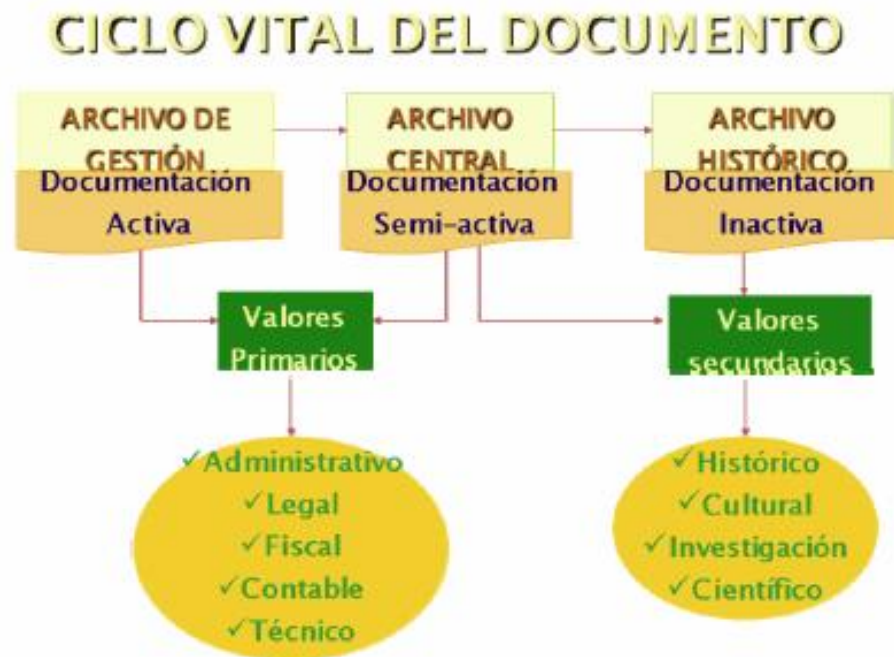 CICLO VITAL DEL DOCUMENTO
ARCHIVO DE
GESTIÓN
Documentación
Activa
ARCHIVO
CENTRAL
Documentación
Semi-activa
ARCHIVO
HISTÓRICO
Documentación
Inactiva
Valores
Primarios
Valores
secundarios
✓Administrativo
✓Legal
✓Fiscal
✓Contable
✓Técnico
✓Histórico
✓Cultural
✓Investigación
✓Científico